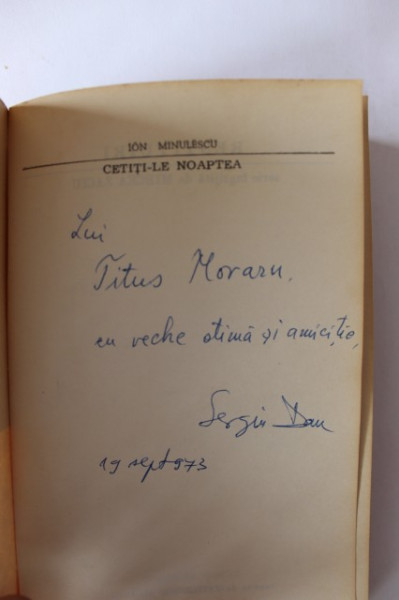 ION MINULESCU
CETIȚI-LE NOAPTEA
Lui
Titus Moraru,
cu veche stimă și amiciție,
Sergiu Dan
19 sept 973